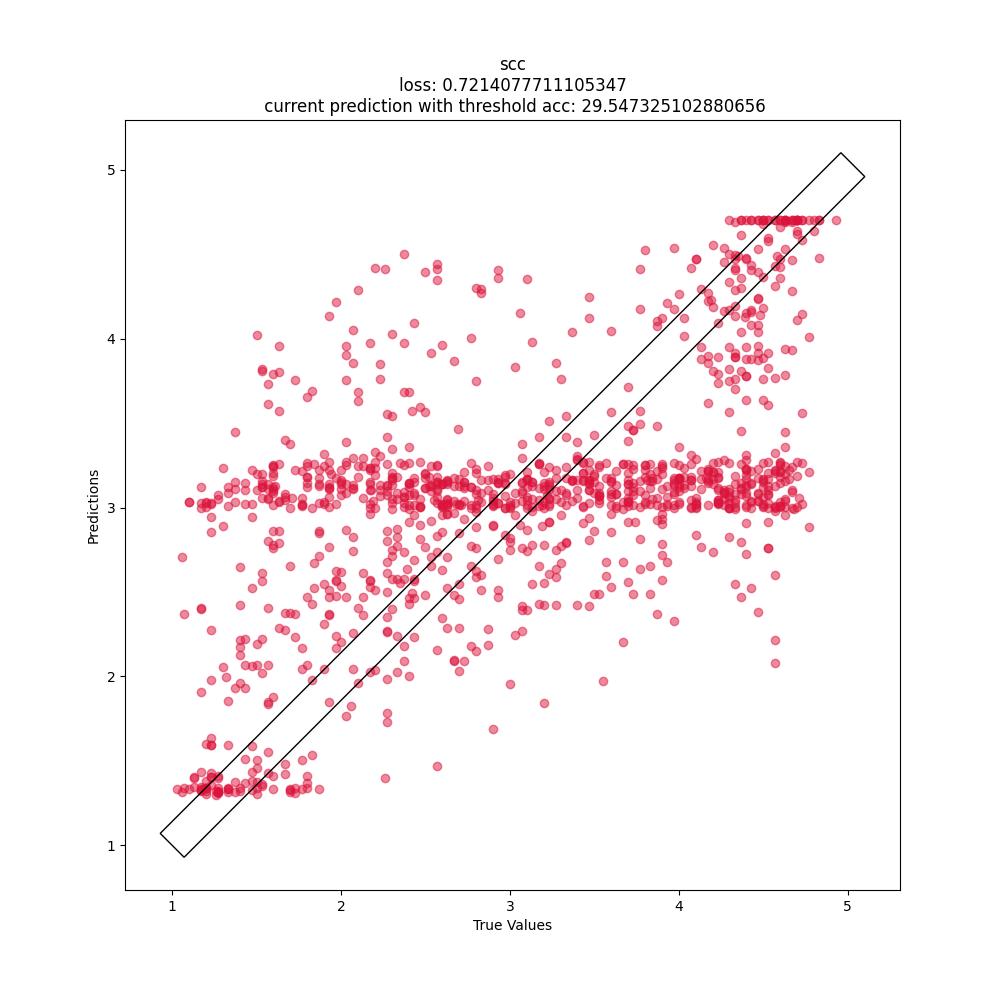 scc
loss: 0.7214077711105347
current prediction with threshold acc: 29.547325102880656
5
4
3
2
1
Predictions
1 2 3 4 5
True Values